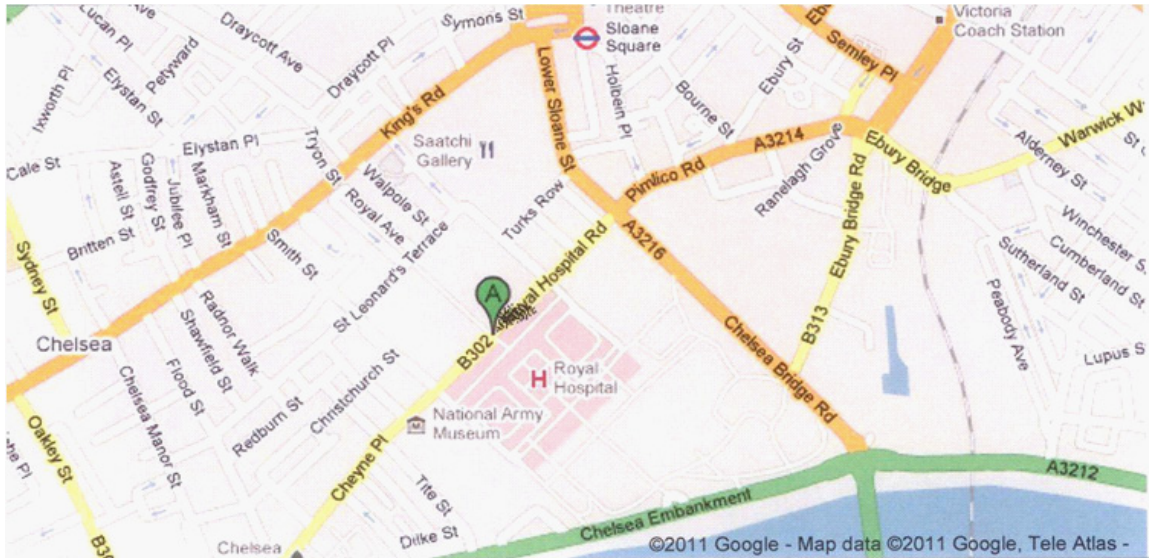 Theatre
Symons St
Sloane
Square
Victoria
Coach Station
Draycott Ave
Lucan Pl
Petyward
Elystan St
Ixworth Pl
Draycott Pl
King's Rd
Lower Sloane St
Holbein Pl
Ebury St
Semley Pl
Bourne St
A3214
Pimlico Rd
Ranelagh Grove
Ebury Bridge
Warwick W
Alderney St
Cale St
Elystan Pl
Saatchi
Gallery
Tryon St
Walpole St
Royal Ave
Astell St
Godfrey St
Jubilee Pl
Markham St
Britten St
Smith St
Turks Row
St Leonard's Terrace
Royal Hospital Rd
A3216
Ebury Bridge Rd
B313
Winchester S
Cumberland St
Sutherland St
Peabody Ave
Lupus S
Sydney St
Chelsea
Radnor Walk
Shawfield St
Flood St
Chelsea Manor St
Redburn St
Christchurch St
A
B302
H
Royal
Hospital
Chelsea Bridge Rd
M
National Army
Museum
Oakley St
Cheyne Pl
Tite St
Dilke St
Chelsea
Chelsea Embankment
A3212
©2011 Google - Map data ©2011 Google, Tele Atlas -